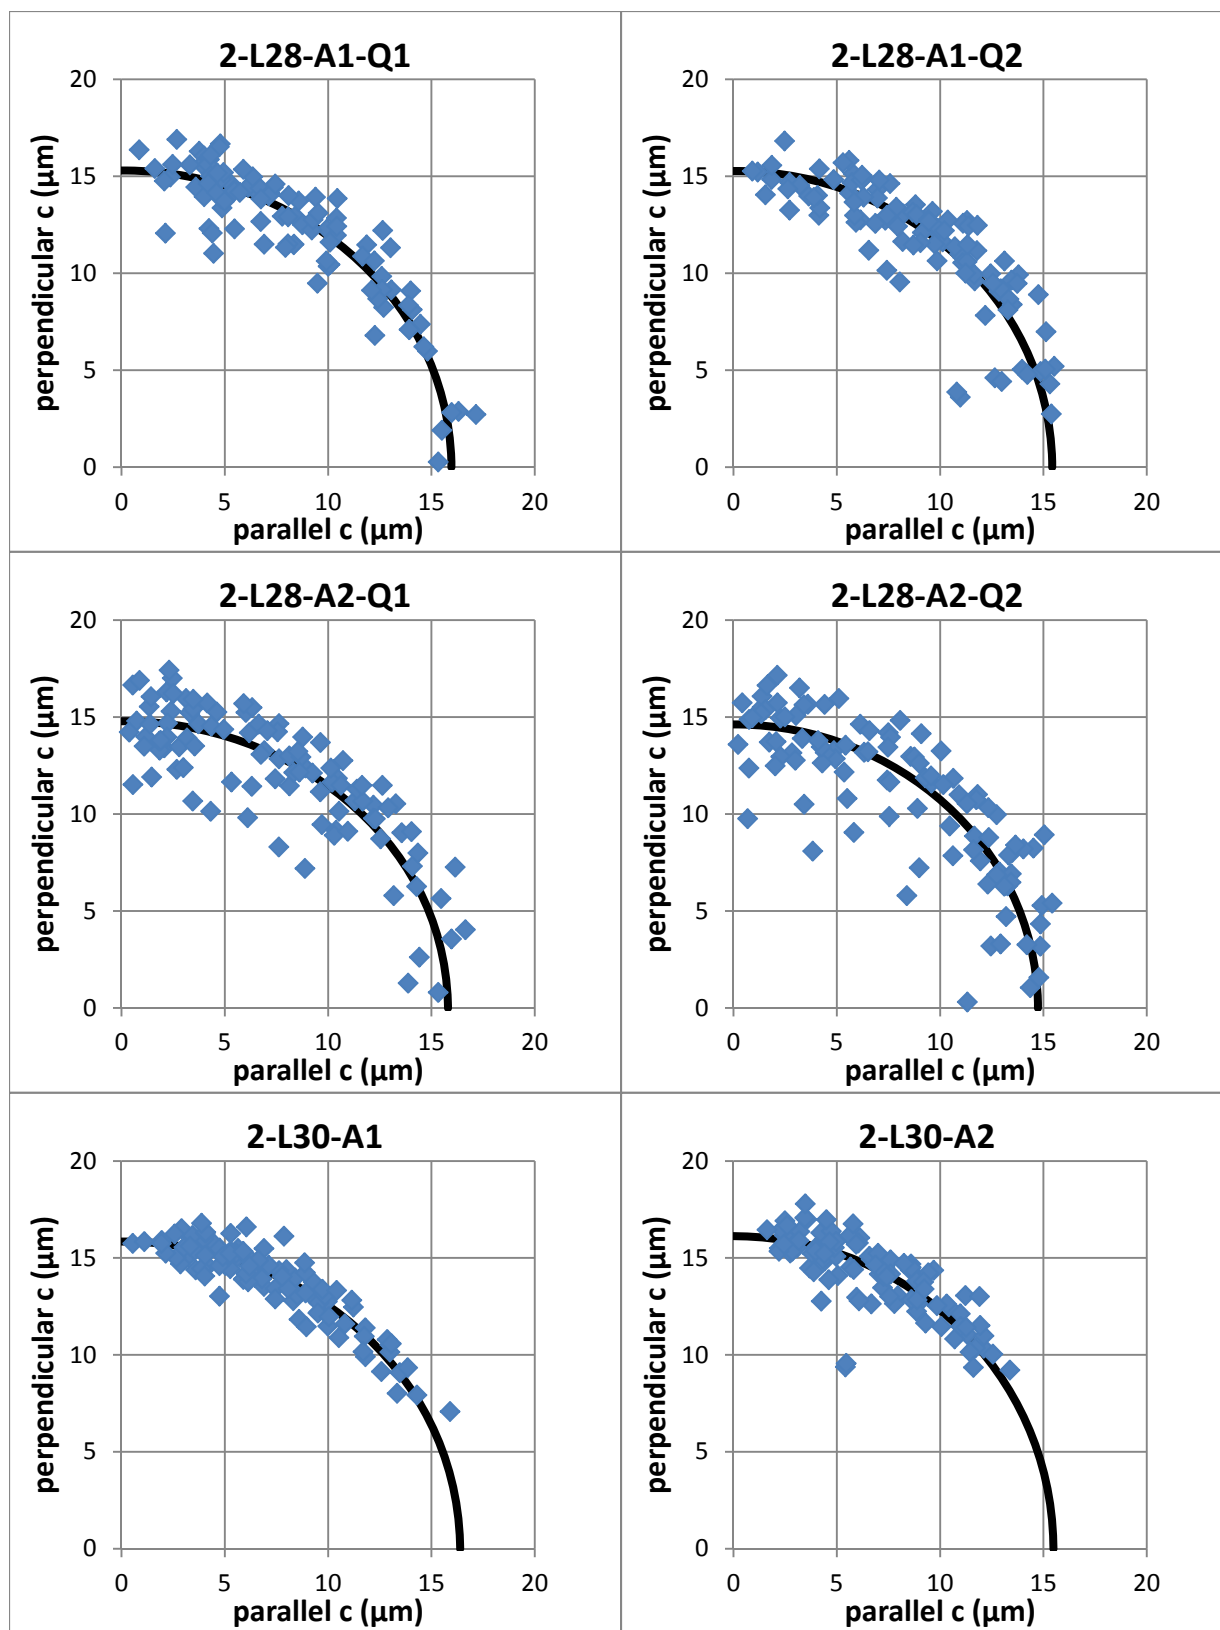 2-L28-A1-Q1
perpendicular c (µm)
20
15
10
5
0
0 5 10 15 20
parallel c (µm)
2-L28-A1-Q2
perpendicular c (µm)
20
15
10
5
0
0 5 10 15 20
parallel c (µm)
2-L28-A2-Q1
perpendicular c (µm)
20
15
10
5
0
0 5 10 15 20
parallel c (µm)
2-L28-A2-Q2
perpendicular c (µm)
20
15
10
5
0
0 5 10 15 20
parallel c (µm)
2-L30-A1
perpendicular c (µm)
20
15
10
5
0
0 5 10 15 20
parallel c (µm)
2-L30-A2
perpendicular c (µm)
20
15
10
5
0
0 5 10 15 20
parallel c (µm)